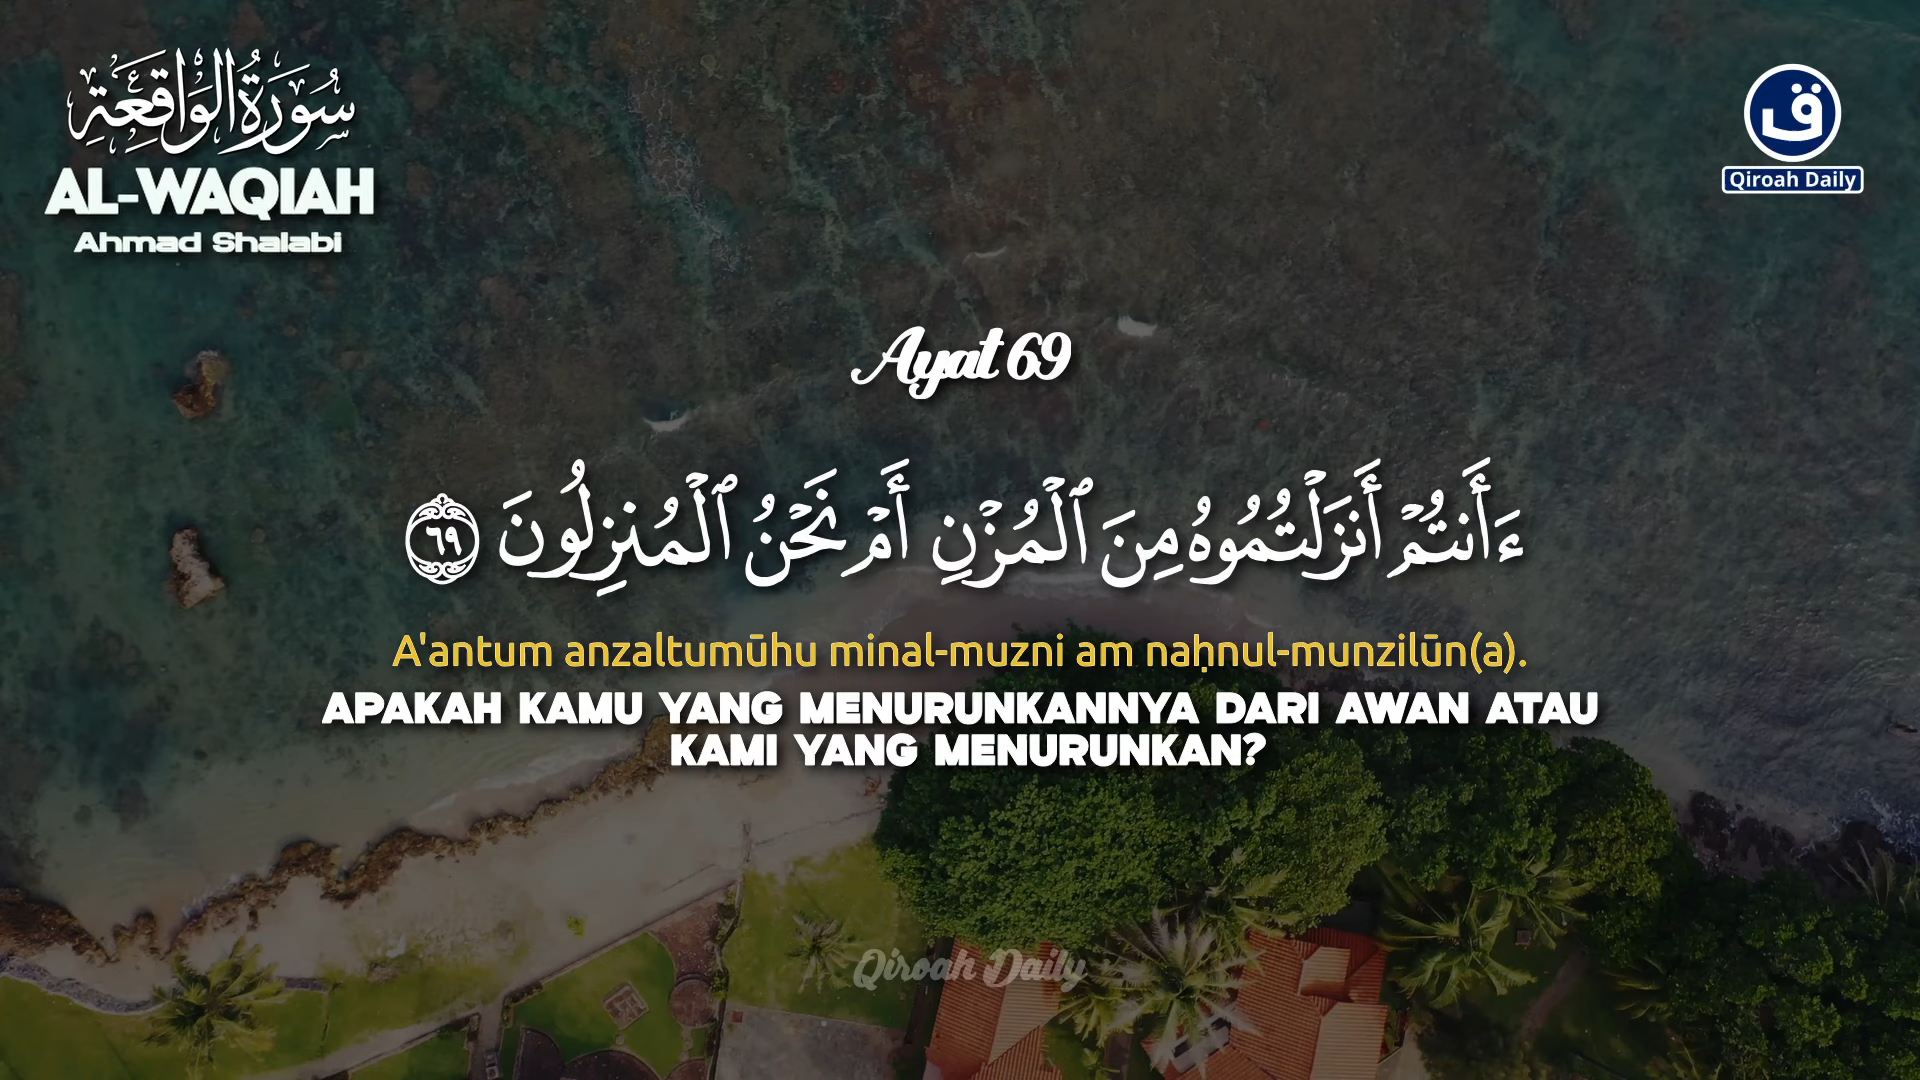 سُورَةُ الوَاقِعَةِ
AL-WAQIAH
Ahmad Shalabi
ق
Qiroah Daily
Ayat 69
ءَأَنتُمْ أَنزَلْتُمُوهُ مِنَ ٱلْمُزْنِ أَمْ نَحْنُ ٱلْمُنزِلُونَ ٦٩
A'antum anzaltumūhu minal-muzni am naḥnul-munzilūn(a).
APAKAH KAMU YANG MENURUNKANNYA DARI AWAN ATAU
KAMI YANG MENURUNKAN?
Qiroah Daily